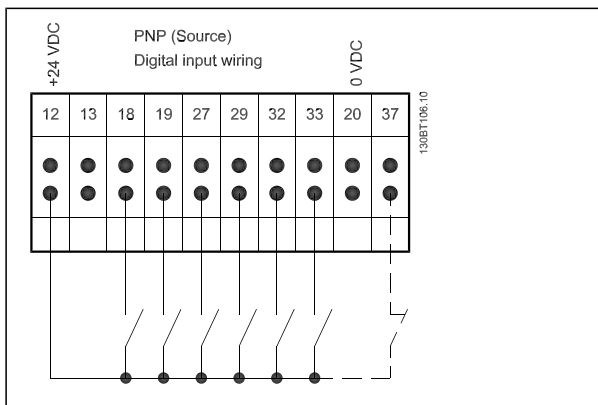 +24 VDC
PNP (Source)
Digital input wiring
0 VDC
12 13 18 19 27 29 32 33 20 37
130BT106.10